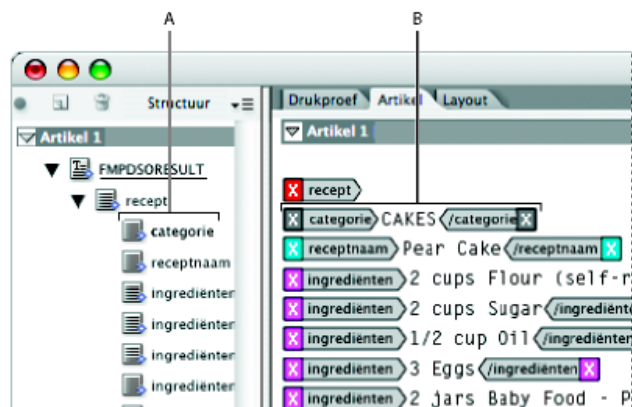 A B
Structuur
Drukproef Artikel Layout
Artikel 1
FMPDSORESULT
recept
categorie
receptnaam
ingrediënten
ingrediënten
ingrediënten
ingrediënten
Artikel 1
recept
categorie CAKES /categorie
receptnaam Pear Cake /receptnaam
ingrediënten 2 cups Flour (self-r
ingrediënten 2 cups Sugar /ingrediënte
ingrediënten 1/2 cup Oil /ingrediënten
ingrediënten 3 Eggs /ingrediënten
ingrediënten 2 jars Baby Food - P